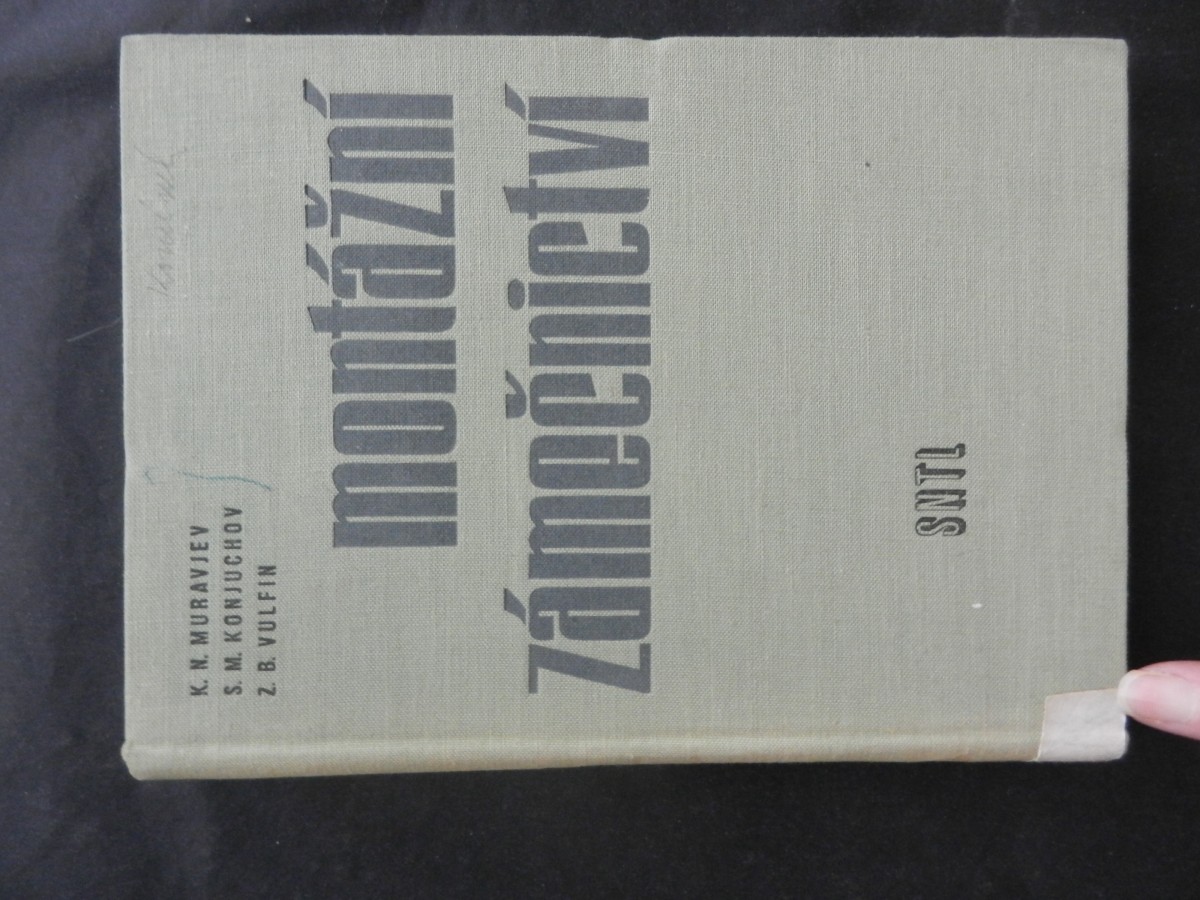 K. N. MURAVJEV
S. M. KONJUCHOV
Z. B. VULFIN
montážní
zámečnictví
SNTL